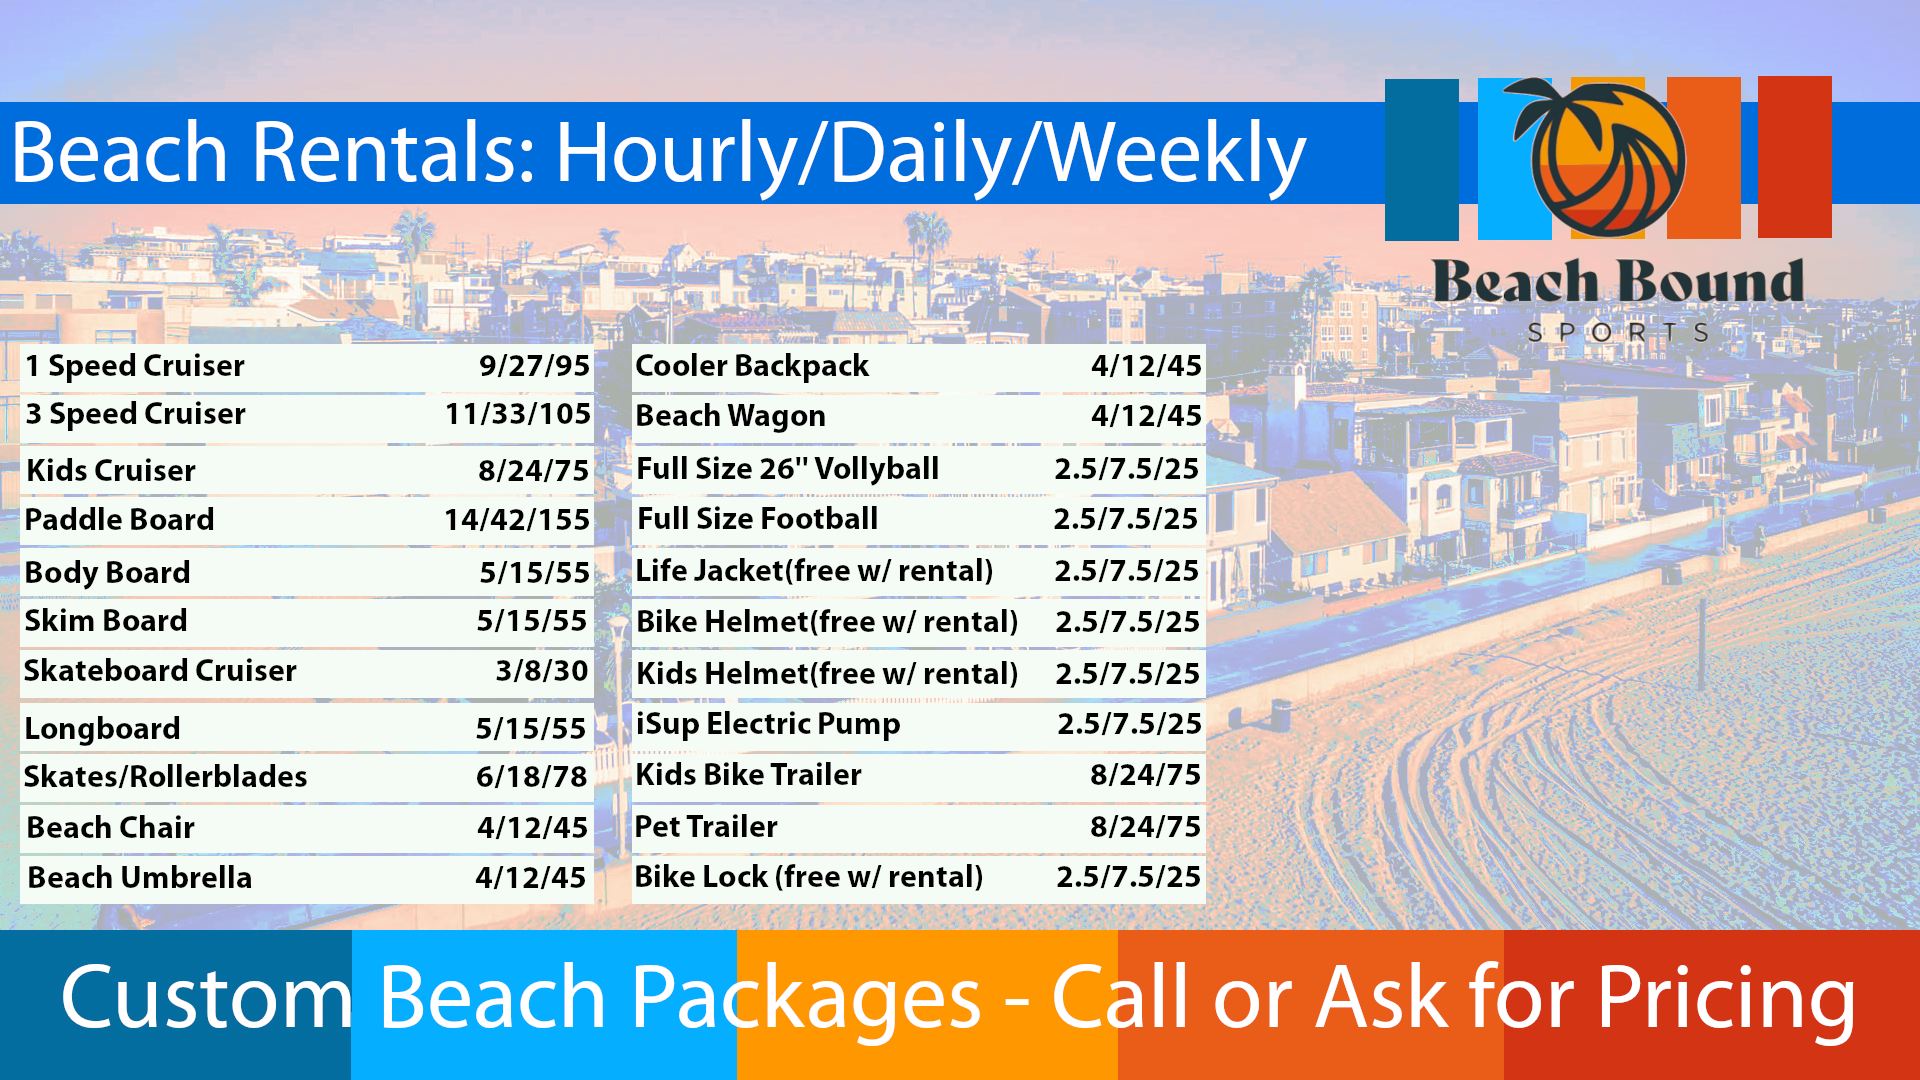 Beach Rentals: Hourly/Daily/Weekly
Beach Bound
SPORTS
1 Speed Cruiser 9/27/95
3 Speed Cruiser 11/33/105
Kids Cruiser 8/24/75
Paddle Board 14/42/155
Body Board 5/15/55
Skim Board 5/15/55
Skateboard Cruiser 3/8/30
Longboard 5/15/55
Skates/Rollerblades 6/18/78
Beach Chair 4/12/45
Beach Umbrella 4/12/45
Cooler Backpack 4/12/45
Beach Wagon 4/12/45
Full Size 26" Vollyball 2.5/7.5/25
Full Size Football 2.5/7.5/25
Life Jacket(free w/ rental) 2.5/7.5/25
Bike Helmet(free w/ rental) 2.5/7.5/25
Kids Helmet(free w/ rental) 2.5/7.5/25
iSup Electric Pump 2.5/7.5/25
Kids Bike Trailer 8/24/75
Pet Trailer 8/24/75
Bike Lock (free w/ rental) 2.5/7.5/25
Custom Beach Packages - Call or Ask for Pricing